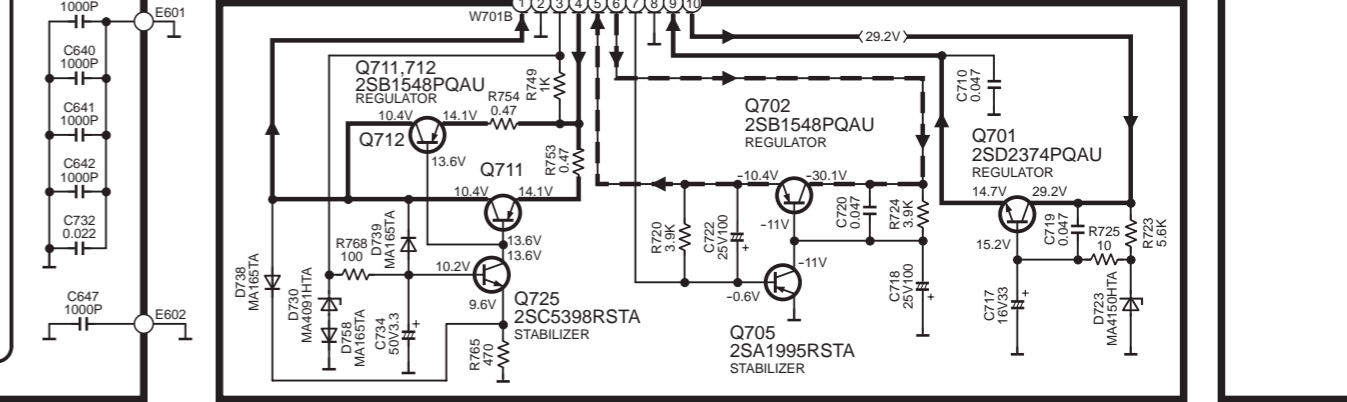 1000P
E601
C640
1000P
C641
1000P
C642
1000P
C732
0.022
C647
1000P
E602
W701B
1 2 3 4 5 6 7 8 9 10
29.2V
Q711,712
2SB1548PQAU
REGULATOR
R749
1K
R754
0.47
10.4V
14.1V
Q712
13.6V
R753
0.47
Q711
10.4V
14.1V
13.6V
13.6V
D739
MA165TA
R768
100
10.2V
9.6V
Q725
2SC5398RSTA
STABILIZER
D738
MA165TA
D730
MA4091HTA
D758
MA165TA
C734
50V3.3
+
R765
470
Q702
2SB1548PQAU
REGULATOR
-10.4V
-30.1V
-11V
-11V
-0.6V
R720
3.9K
C722
25V100
+
C720
0.047
R724
3.9K
C718
25V100
+
Q705
2SA1995RSTA
STABILIZER
C710
0.047
Q701
2SD2374PQAU
REGULATOR
14.7V
29.2V
15.2V
C719
0.047
R725
10
R723
5.6K
C717
16V33
+
D723
MA4150HTA